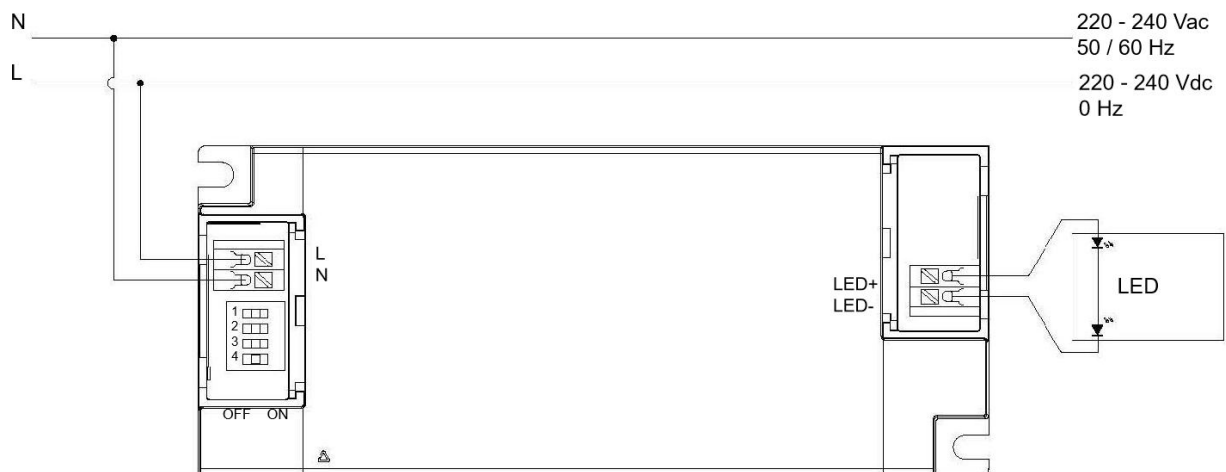 N
220 - 240 Vac
50 / 60 Hz
L
220 - 240 Vdc
0 Hz
L
N
1
2
3
4
OFF ON
LED+
LED-
LED